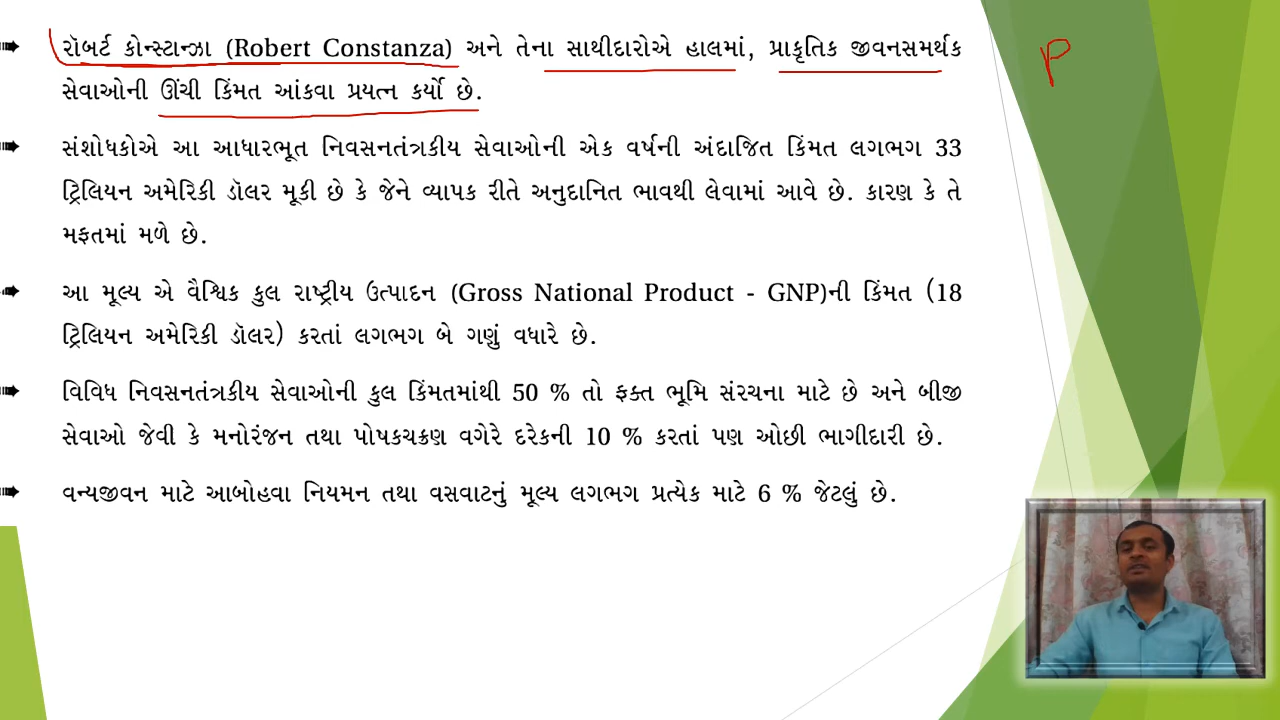 રૉબર્ટ કોન્સ્ટાન્ઝા (Robert Constanza) અને તેના સાથીદારોએ હાલમાં, પ્રાકૃતિક જીવનસમર્થક
સેવાઓની ઊંચી કિંમત આંકવા પ્રયત્ન કર્યો છે.
સંશોધકોએ આ આધારભૂત નિવસનતંત્રકીય સેવાઓની એક વર્ષની અંદાજિત કિંમત લગભગ 33
ટ્રિલિયન અમેરિકી ડૉલર મૂકી છે કે જેને વ્યાપક રીતે અનુદાનિત ભાવથી લેવામાં આવે છે. કારણ કે તે
મફતમાં મળે છે.
આ મૂલ્ય એ વૈશ્વિક કુલ રાષ્ટ્રીય ઉત્પાદન (Gross National Product - GNP)ની કિંમત (18
ટ્રિલિયન અમેરિકી ડૉલર) કરતાં લગભગ બે ગણું વધારે છે.
વિવિધ નિવસનતંત્રકીય સેવાઓની કુલ કિંમતમાંથી 50 % તો ફક્ત ભૂમિ સંરચના માટે છે અને બીજી
સેવાઓ જેવી કે મનોરંજન તથા પોષકચક્રણ વગેરે દરેકની 10 % કરતાં પણ ઓછી ભાગીદારી છે.
વન્યજીવન માટે આબોહવા નિયમન તથા વસવાટનું મૂલ્ય લગભગ પ્રત્યેક માટે 6 % જેટલું છે.
P